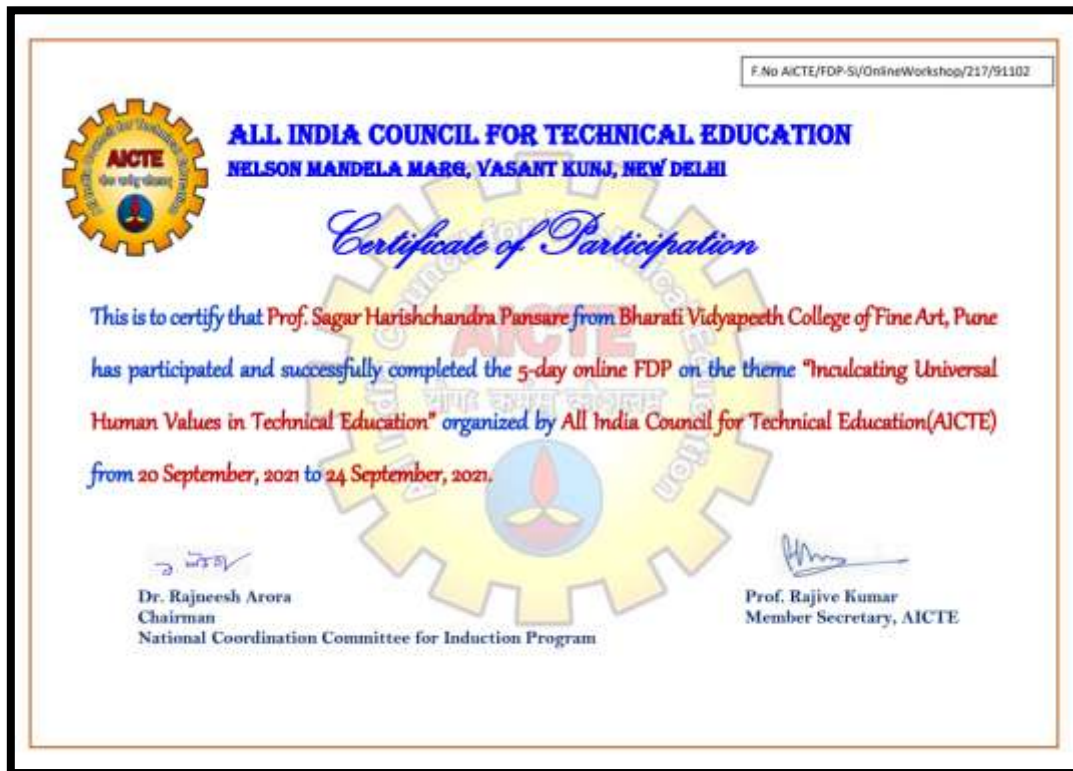 F.No AICTE/FDP-SI/OnlineWorkshop/217/91102
AICTE
ALL INDIA COUNCIL FOR TECHNICAL EDUCATION
NELSON MANDELA MARG, VASANT KUNJ, NEW DELHI
Certificate of Participation
This is to certify that Prof. Sagar Harishchandra Pansare from Bharati Vidyapeeth College of Fine Art, Pune
has participated and successfully completed the 5-day online FDP on the theme "Inculcating Universal
Human Values in Technical Education" organized by All India Council for Technical Education(AICTE)
from 20 September, 2021 to 24 September, 2021.
Dr. Rajneesh Arora
Chairman
National Coordination Committee for Induction Program
Prof. Rajive Kumar
Member Secretary, AICTE